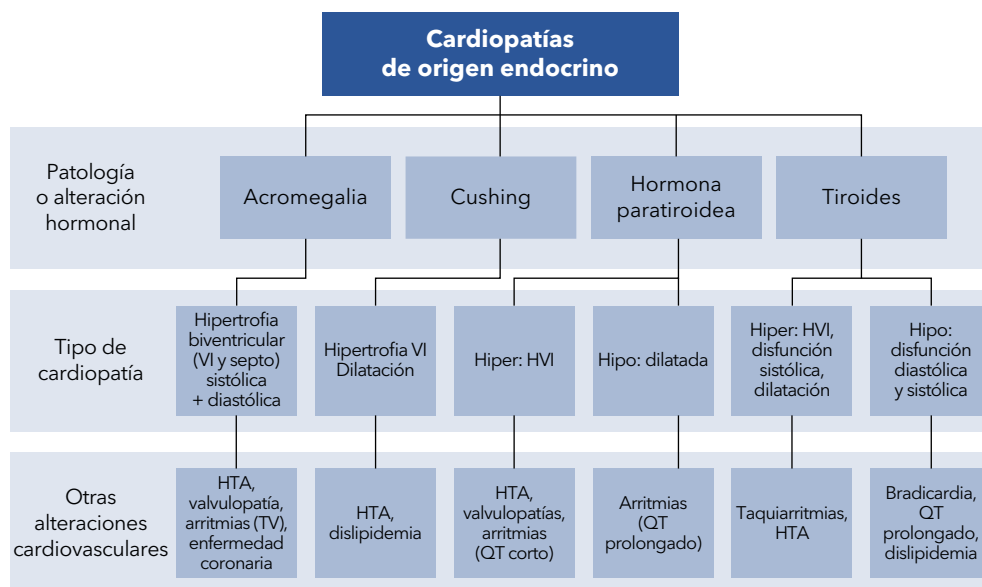 Cardiopatías
de origen endocrino
Patología
o alteración
hormonal
Acromegalia
Cushing
Hormona
paratiroidea
Tiroides
Tipo de
cardiopatía
Hipertrofia
biventricular
(VI y septo)
sistólica
+ diastólica
Hipertrofia VI
Dilatación
Hiper: HVI
Hipo: dilatada
Hiper: HVI,
disfunción
sistólica,
dilatación
Hipo:
disfunción
diastólica
y sistólica
Otras
alteraciones
cardiovasculares
HTA,
valvulopatía,
arritmias (TV),
enfermedad
coronaria
HTA,
dislipidemia
HTA,
valvulopatías,
arritmias
(QT corto)
Arritmias
(QT
prolongado)
Taquiarritmias,
HTA
Bradicardia,
QT
prolongado,
dislipidemia